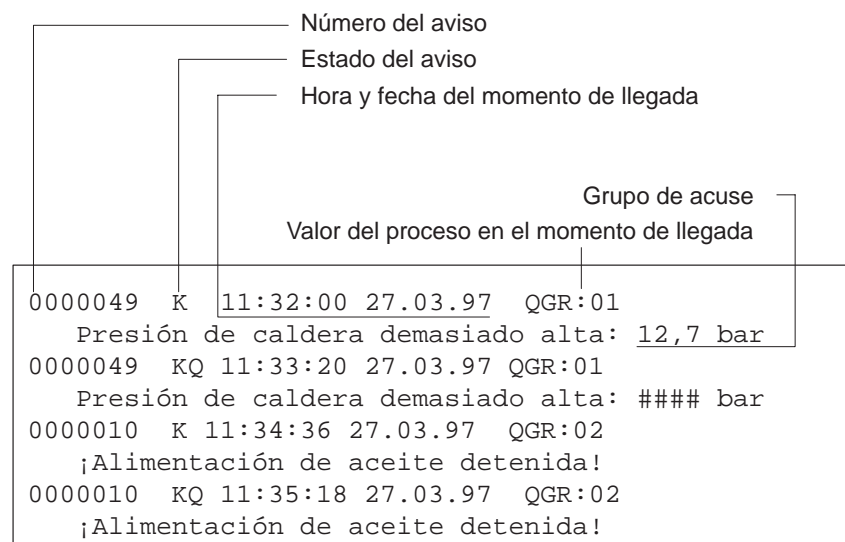 Número del aviso
Estado del aviso
Hora y fecha del momento de llegada
Grupo de acuse
Valor del proceso en el momento de llegada
0000049 K 11:32:00 27.03.97 QGR:01
Presión de caldera demasiado alta: 12,7 bar
0000049 KQ 11:33:20 27.03.97 QGR:01
Presión de caldera demasiado alta: #### bar
0000010 K 11:34:36 27.03.97 QGR:02
¡Alimentación de aceite detenida!
0000010 KQ 11:35:18 27.03.97 QGR:02
¡Alimentación de aceite detenida!